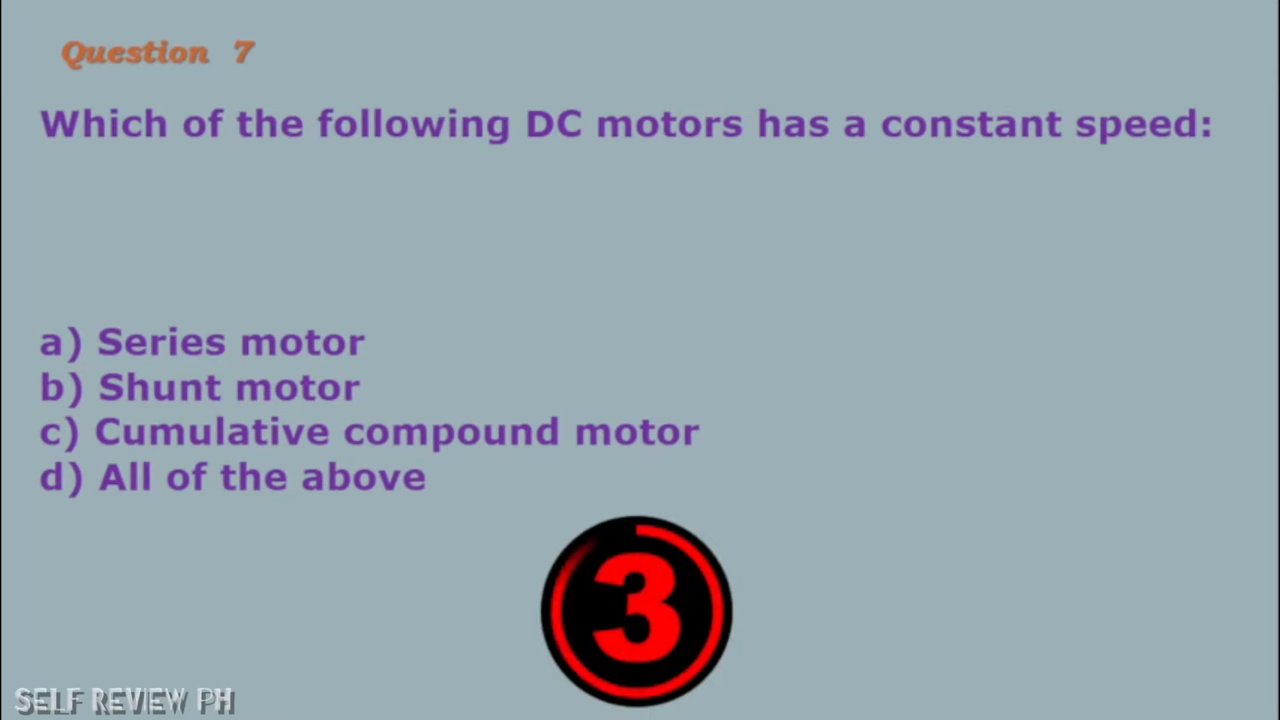 Question 7
Which of the following DC motors has a constant speed:
a) Series motor
b) Shunt motor
c) Cumulative compound motor
d) All of the above
3
SELF REVIEW PH